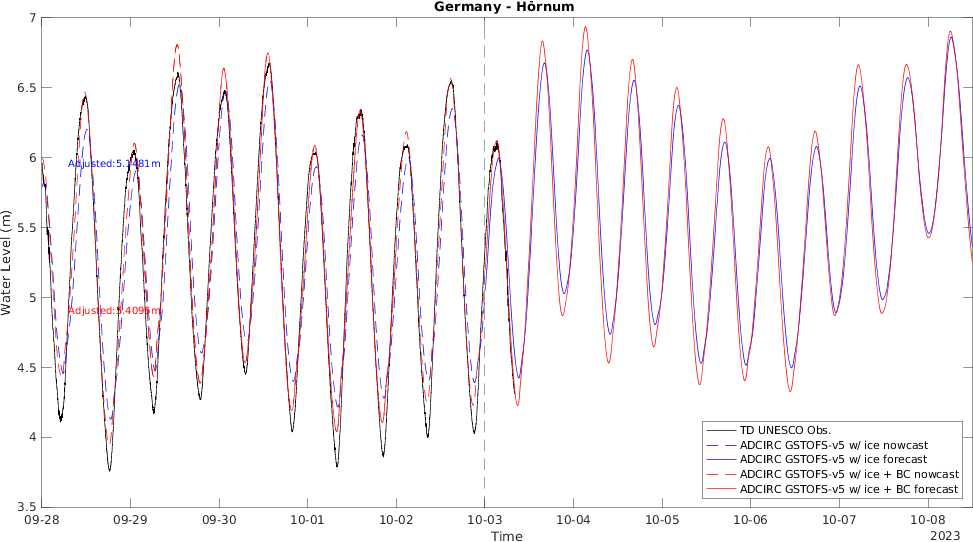 Germany - Hörnum
7
6.5
6
5.5
5
4.5
4
3.5
Water Level (m)
Adjusted:5.1481m
Adjusted:5.4095m
TD UNESCO Obs.
ADCIRC GSTOFS-v5 w/ ice nowcast
ADCIRC GSTOFS-v5 w/ ice forecast
ADCIRC GSTOFS-v5 w/ ice + BC nowcast
ADCIRC GSTOFS-v5 w/ ice + BC forecast
09-28 09-29 09-30 10-01 10-02 10-03 10-04 10-05 10-06 10-07 10-08
Time
2023